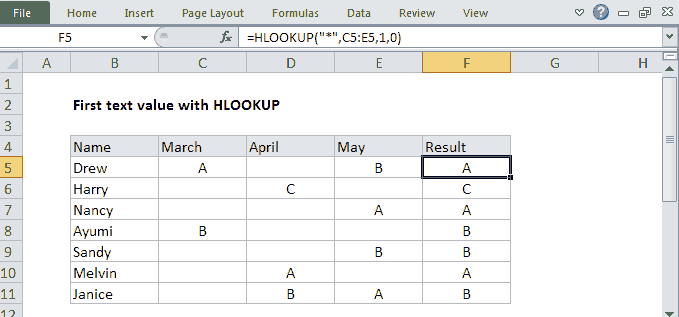 File Home Insert Page Layout Formulas Data Review View
F5 fx =HLOOKUP("*",C5:E5,1,0)
A B C D E F G H
1
2 First text value with HLOOKUP
3
4 Name March April May Result
5 Drew A B A
6 Harry C C
7 Nancy A A
8 Ayumi B B
9 Sandy B B
10 Melvin A A
11 Janice B A B
12